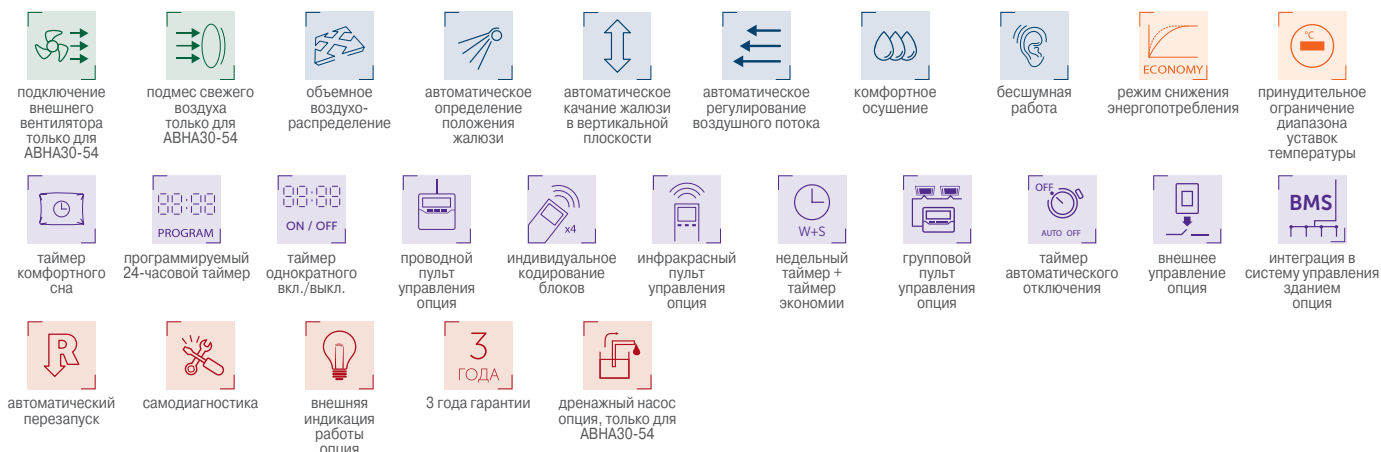 °C
ECONOMY
подключение
внешнего
вентилятора
только для
АВНА30-54
подмес свежего
воздуха
только для
АВНА30-54
объемное
воздухо-
распределение
автоматическое
определение
положения
жалюзи
автоматическое
качание жалюзи
в вертикальной
плоскости
автоматическое
регулирование
воздушного потока
комфортное
осушение
бесшумная
работа
режим снижения
энергопотребления
принудительное
ограничение
диапазона
уставок
температуры
88:88
PROGRAM
88:88
ON / OFF
x4
W+S
OFF
AUTO OFF
BMS
таймер
комфортного
сна
программируемый
24-часовой таймер
таймер
однократного
вкл./выкл.
проводной
пульт
управления
опция
индивидуальное
кодирование
блоков
инфракрасный
пульт
управления
опция
недельный
таймер +
таймер
экономии
групповой
пульт
управления
опция
таймер
автоматического
отключения
внешнее
управление
опция
интеграция в
систему управления
зданием
опция
R
3
ГОДА
автоматический
перезапуск
самодиагностика
внешняя
индикация
работы
опция
3 года гарантии
дренажный насос
опция, только для
АВНА30-54